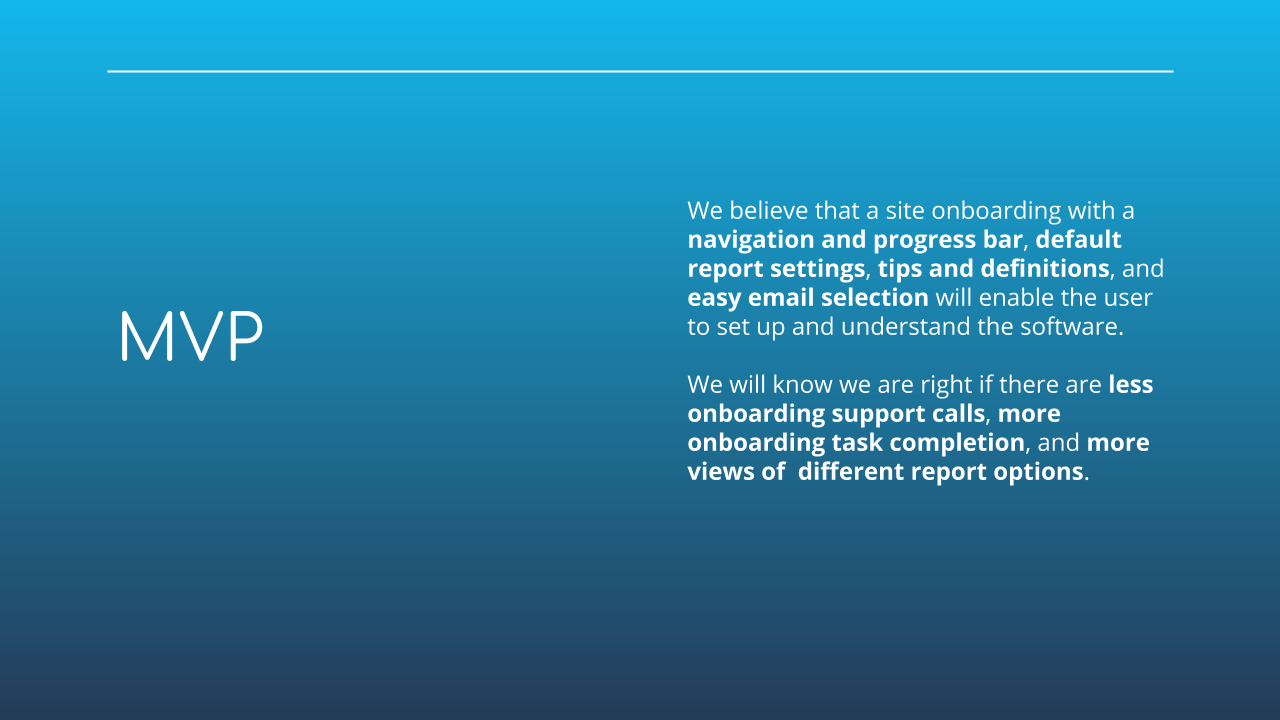 MVP
We believe that a site onboarding with a
navigation and progress bar, default
report settings, tips and definitions, and
easy email selection will enable the user
to set up and understand the software.
We will know we are right if there are less
onboarding support calls, more
onboarding task completion, and more
views of  different report options.